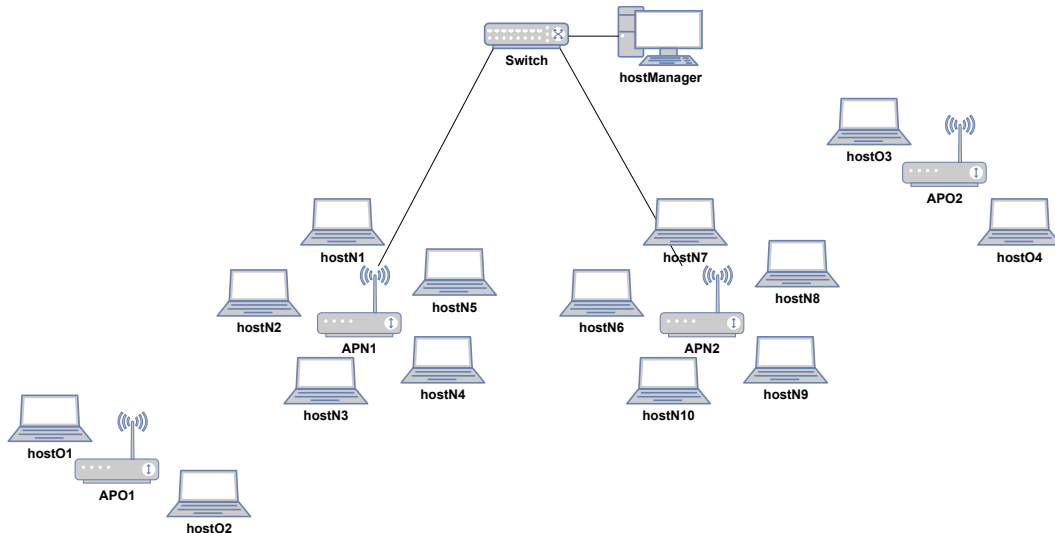 Switch
hostManager
hostO3
APO2
hostO4
hostN1
hostN7
hostN5
hostN8
hostN2
hostN6
APN1
APN2
hostN4
hostN9
hostN3
hostN10
hostO1
APO1
hostO2